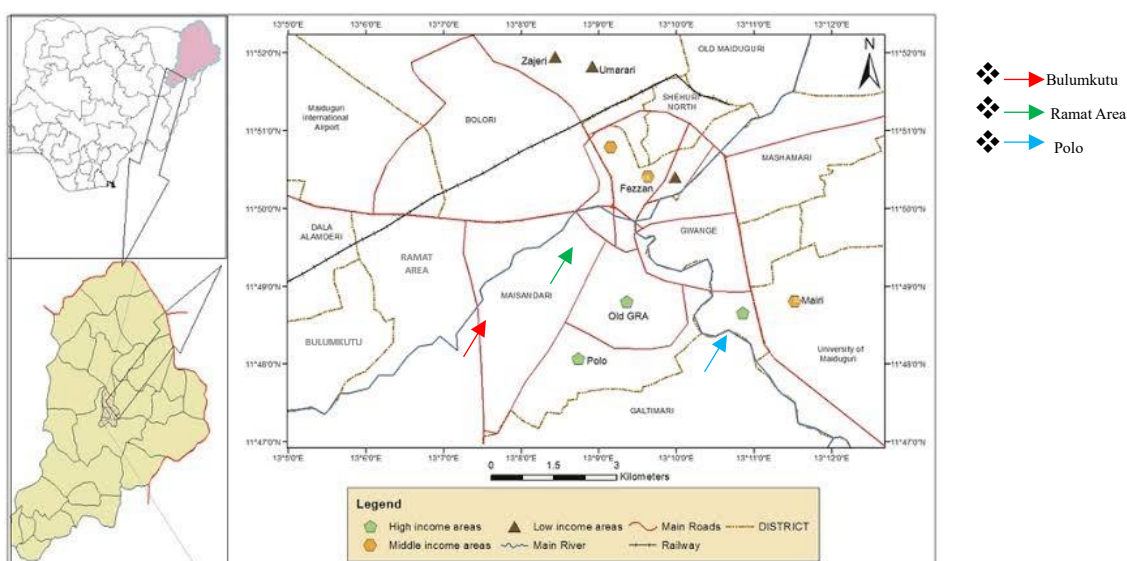 13°5'0"E 13°6'0"E 13°7'0"E 13°8'0"E 13°9'0"E 13°10'0"E 13°11'0"E 13°12'0"E
11°52'0"N
11°51'0"N
11°50'0"N
11°49'0"N
11°48'0"N
11°47'0"N
OLD MAIDUGURI
N
Zajeri
Umarari
SHEHURI
NORTH
Maiduguri
international
Airport
BOLORI
MASHAMARI
Fezzan
DALA
ALAMDERI
GWANGE
RAMAT
AREA
MAISANDARI
Old GRA
Mairi
BULUMKUTU
Polo
University of
Maiduguri
GALTIMARI
11°52'0"N
11°51'0"N
11°50'0"N
11°49'0"N
11°48'0"N
11°47'0"N
13°5'0"E 13°6'0"E 13°7'0"E 13°8'0"E 13°9'0"E 13°10'0"E 13°11'0"E 13°12'0"E
0 1.5 3
Kilometers
Legend
High income areas Low income areas Main Roads DISTRICT
Middle income areas Main River Railway
Bulumkutu
Ramat Area
Polo